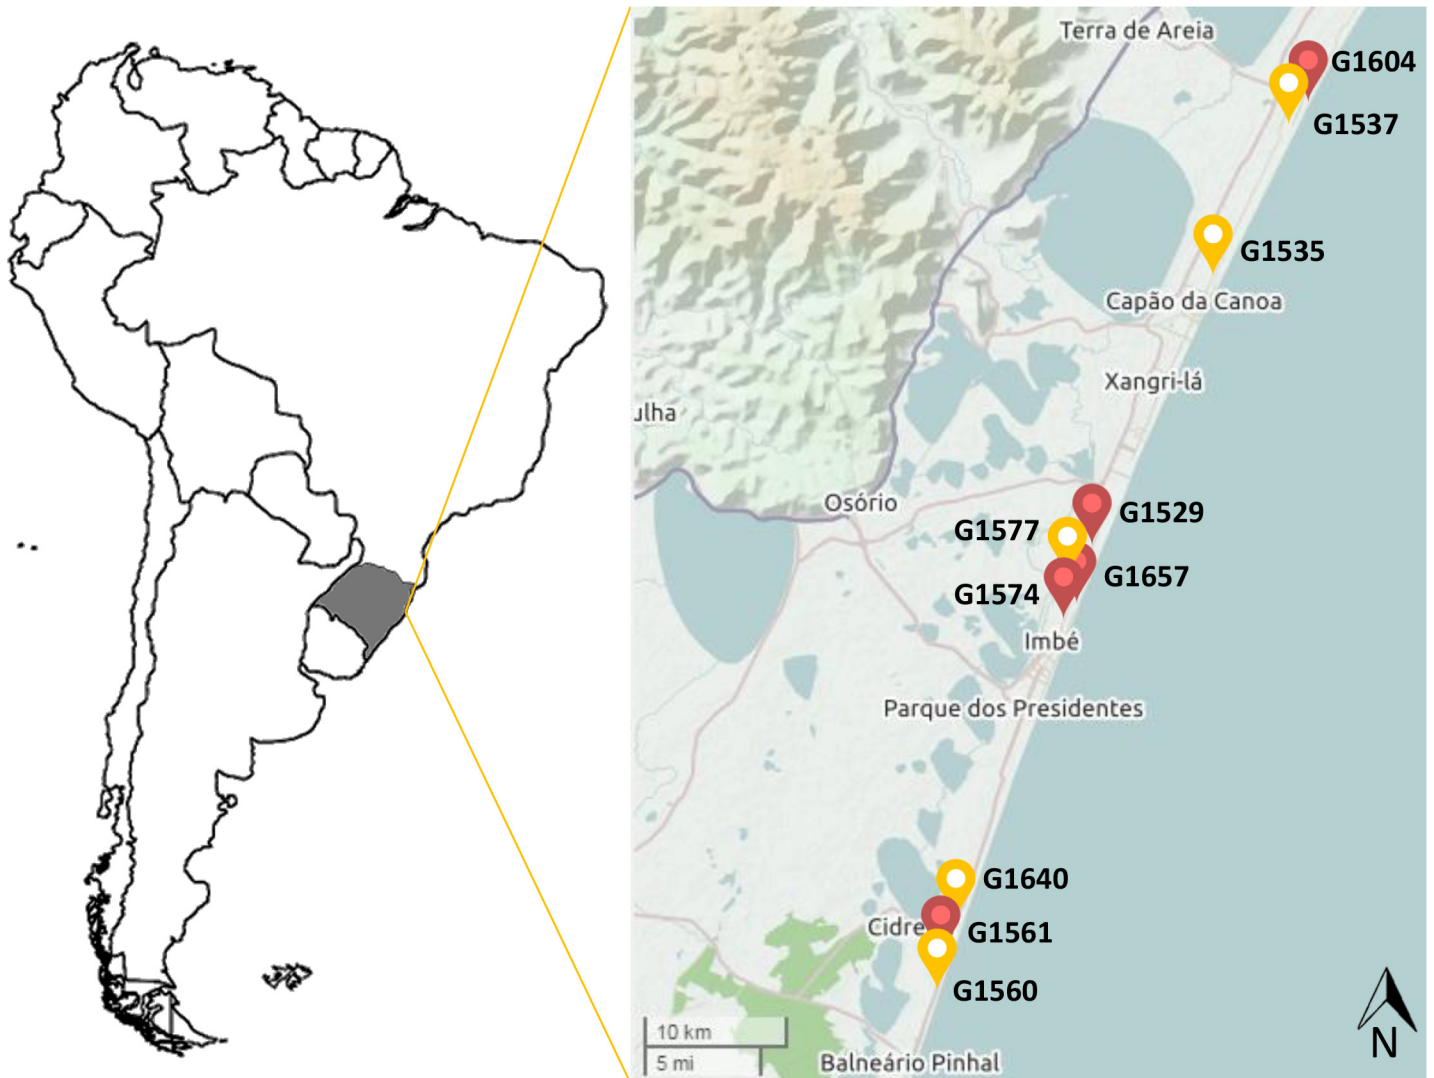 Terra de Areia
G1604
G1537
G1535
Capão da Canoa
Xangri-lá
ulha
Osório
G1529
G1577
G1657
G1574
Imbé
Parque dos Presidentes
G1640
Cidre
G1561
G1560
10 km
5 mi
Balneário Pinhal
N